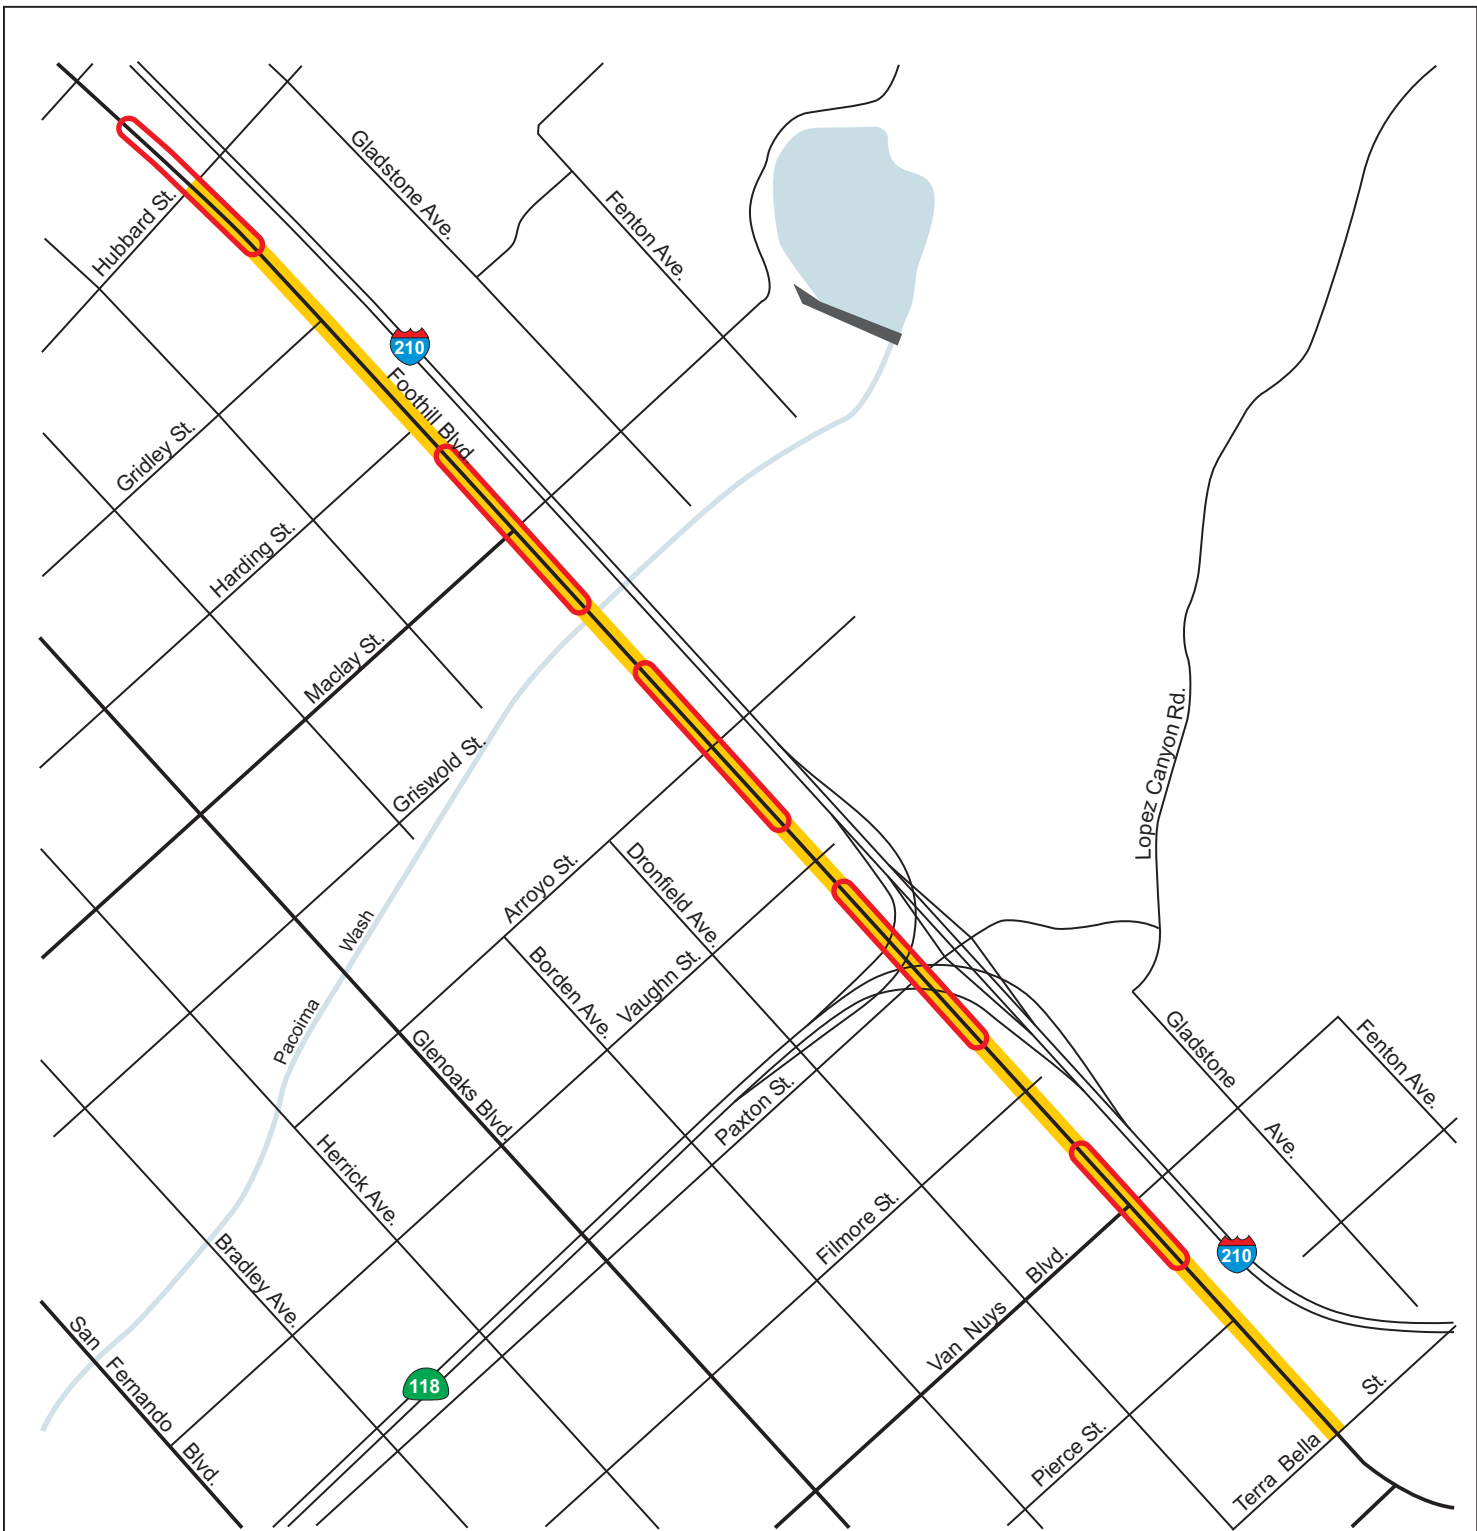 Gladstone Ave.
Fenton Ave.
Hubbard St.
210
Foothill Blvd.
Gridley St.
Harding St.
Maclay St.
Lopez Canyon Rd.
Griswold St.
Arroyo St.
Dronfield Ave.
Wash
Borden Ave.
Vaughn St.
Pacoima
Gladstone
Fenton Ave.
Glenoaks Blvd.
Paxton St.
Ave.
Herrick Ave.
Filmore St.
210
Bradley Ave.
Van Nuys Blvd.
San Fernando Blvd.
118
St.
Pierce St.
Terra Bella